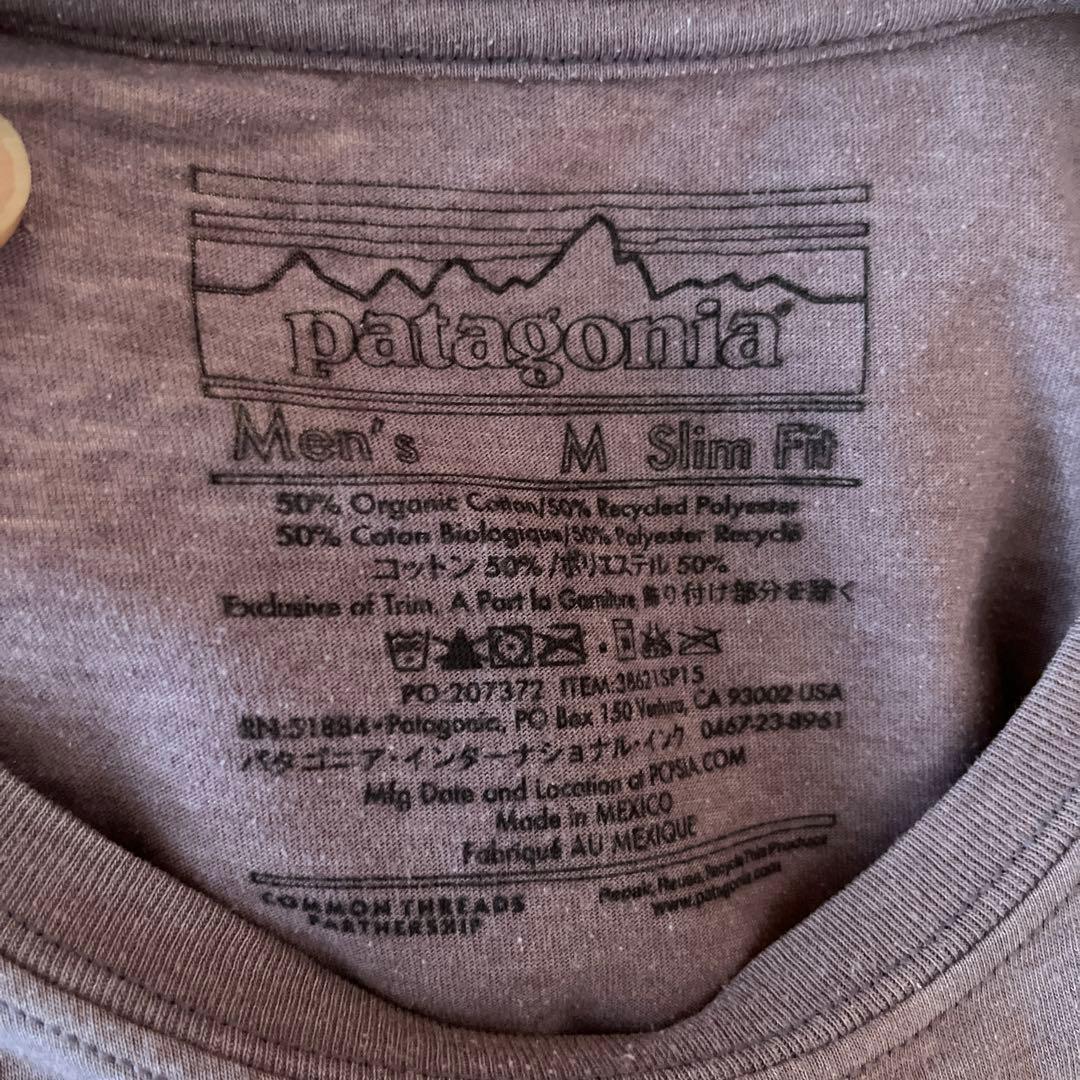 patagonia
Men's M Slim Fit
50% Organic Cotton/50% Recycled Polyester
50% Coton Biologique/50% Polyester Recyclé
コットン 50% /ポリエステル 50%
Exclusive of Trim, A Part la Garniture, 飾り付け部分を除く
PO:207372 ITEM:38621SP15
RN:51884•Patagonia, PO Box 150 Ventura, CA 93002 USA
パタゴニア・インターナショナル・インク 0467-23-8961
Mfg Date and Location at PCPSIA.COM
Made in MEXICO
Fabriqué AU MEXIQUE
COMMON THREADS
PARTNERSHIP
Repair, Reuse, Recycle This Product
www.patagonia.com